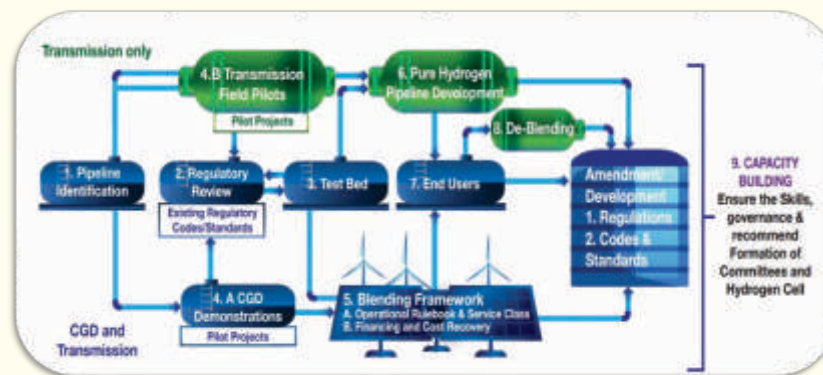 Transmission only
4.B Transmission
Field Pilots
Pilot Projects
6. Pure Hydrogen
Pipeline Development
8. De-Blending
1. Pipeline
Identification
2. Regulatory
Review
Existing Regulatory
Codes/Standards
3. Test Bed
7. End Users
Amendment/
Development
1. Regulations
2. Codes &
Standards
9. CAPACITY
BUILDING
Ensure the Skills,
governance &
recommend
Formation of
Committees and
Hydrogen Cell
4. A CGD
Demonstrations
Pilot Projects
5. Blending Framework
A. Operational Rulebook & Service Class
B. Financing and Cost Recovery
CGD and
Transmission